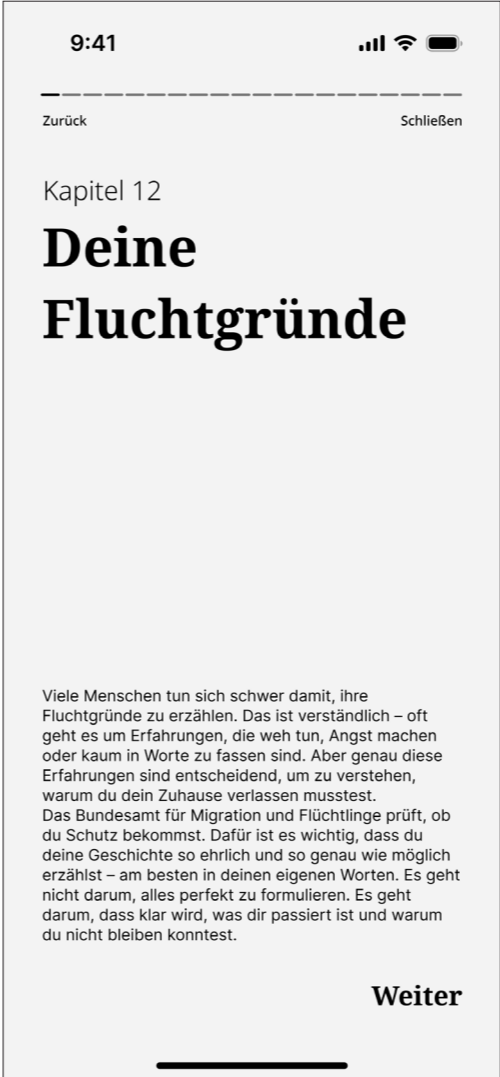 9:41
Zurück
Schließen
Kapitel 12
Deine
Fluchtgründe
Viele Menschen tun sich schwer damit, ihre
Fluchtgründe zu erzählen. Das ist verständlich – oft
geht es um Erfahrungen, die weh tun, Angst machen
oder kaum in Worte zu fassen sind. Aber genau diese
Erfahrungen sind entscheidend, um zu verstehen,
warum du dein Zuhause verlassen musstest.
Das Bundesamt für Migration und Flüchtlinge prüft, ob
du Schutz bekommst. Dafür ist es wichtig, dass du
deine Geschichte so ehrlich und so genau wie möglich
erzählst – am besten in deinen eigenen Worten. Es geht
nicht darum, alles perfekt zu formulieren. Es geht
darum, dass klar wird, was dir passiert ist und warum
du nicht bleiben konntest.
Weiter